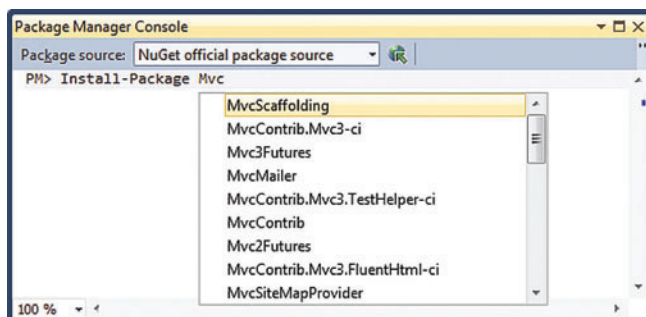 Package Manager Console
Package source: NuGet official package source
PM> Install-Package Mvc
MvcScaffolding
MvcContrib.Mvc3-ci
Mvc3Futures
MvcMailer
MvcContrib.Mvc3.TestHelper-ci
MvcContrib
Mvc2Futures
MvcContrib.Mvc3.FluentHtml-ci
MvcSiteMapProvider
100 %